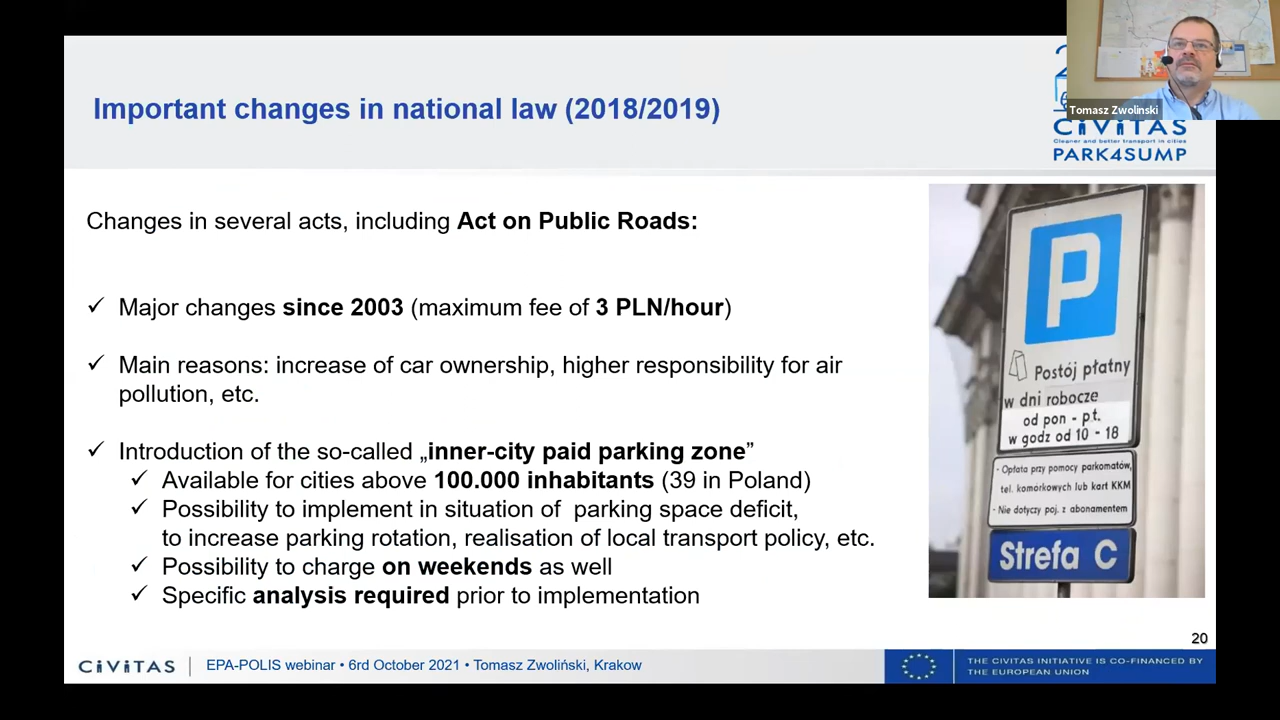 Important changes in national law (2018/2019)
Tomasz Zwolinski
CiViTAS
Cleaner and better transport in cities
PARK4SUMP
Changes in several acts, including Act on Public Roads:
✓ Major changes since 2003 (maximum fee of 3 PLN/hour)
✓ Main reasons: increase of car ownership, higher responsibility for air
pollution, etc.
✓ Introduction of the so-called „inner-city paid parking zone”
✓ Available for cities above 100.000 inhabitants (39 in Poland)
✓ Possibility to implement in situation of parking space deficit,
to increase parking rotation, realisation of local transport policy, etc.
✓ Possibility to charge on weekends as well
✓ Specific analysis required prior to implementation
P
Postój płatny
w dni robocze
od pon - pt.
w godz od 10 - 18
- Opłata przy pomocy parkomatów,
tel. komórkowych lub kart KKM
- Nie dotyczy poj. z abonamentem
Strefa C
20
CiViTAS
EPA-POLIS webinar • 6rd October 2021 • Tomasz Zwoliński, Krakow
THE CIVITAS INITIATIVE IS CO-FINANCED BY
THE EUROPEAN UNION